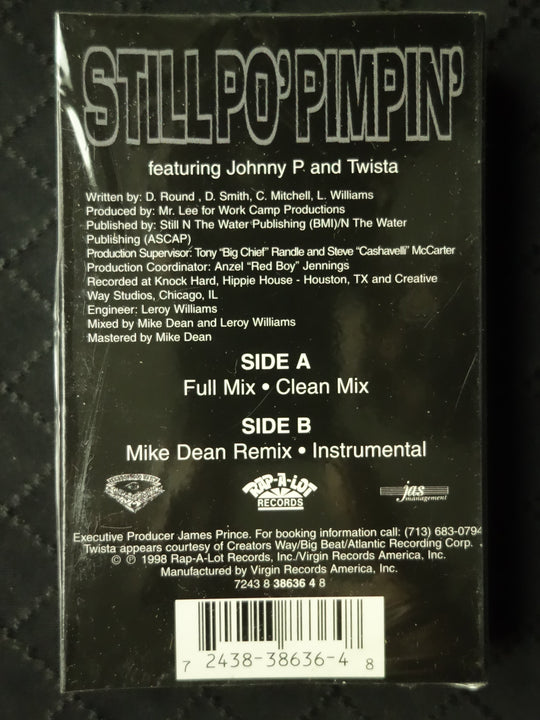 STILL PO' PIMPIN'
featuring Johnny P and Twista
Written by: D. Round , D. Smith, C. Mitchell, L. Williams
Produced by: Mr. Lee for Work Camp Productions
Published by: Still N The Water Publishing (BMI)/N The Water
Publishing (ASCAP)
Production Supervisor: Tony "Big Chief" Randle and Steve "Cashavelli" McCarter
Production Coordinator: Anzel "Red Boy" Jennings
Recorded at Knock Hard, Hippie House - Houston, TX and Creative
Way Studios, Chicago, IL
Engineer: Leroy Williams
Mixed by Mike Dean and Leroy Williams
Mastered by Mike Dean
SIDE A
Full Mix • Clean Mix
SIDE B
Mike Dean Remix • Instrumental
RAP-A-LOT
RECORDS
jas
management
Executive Producer James Prince. For booking information call: (713) 683-0794
Twista appears courtesy of Creators Way/Big Beat/Atlantic Recording Corp.
© ℗ 1998 Rap-A-Lot Records, Inc./Virgin Records America, Inc.
Manufactured by Virgin Records America, Inc.
7243 8 38636 4 8
7 2438-38636-4 8